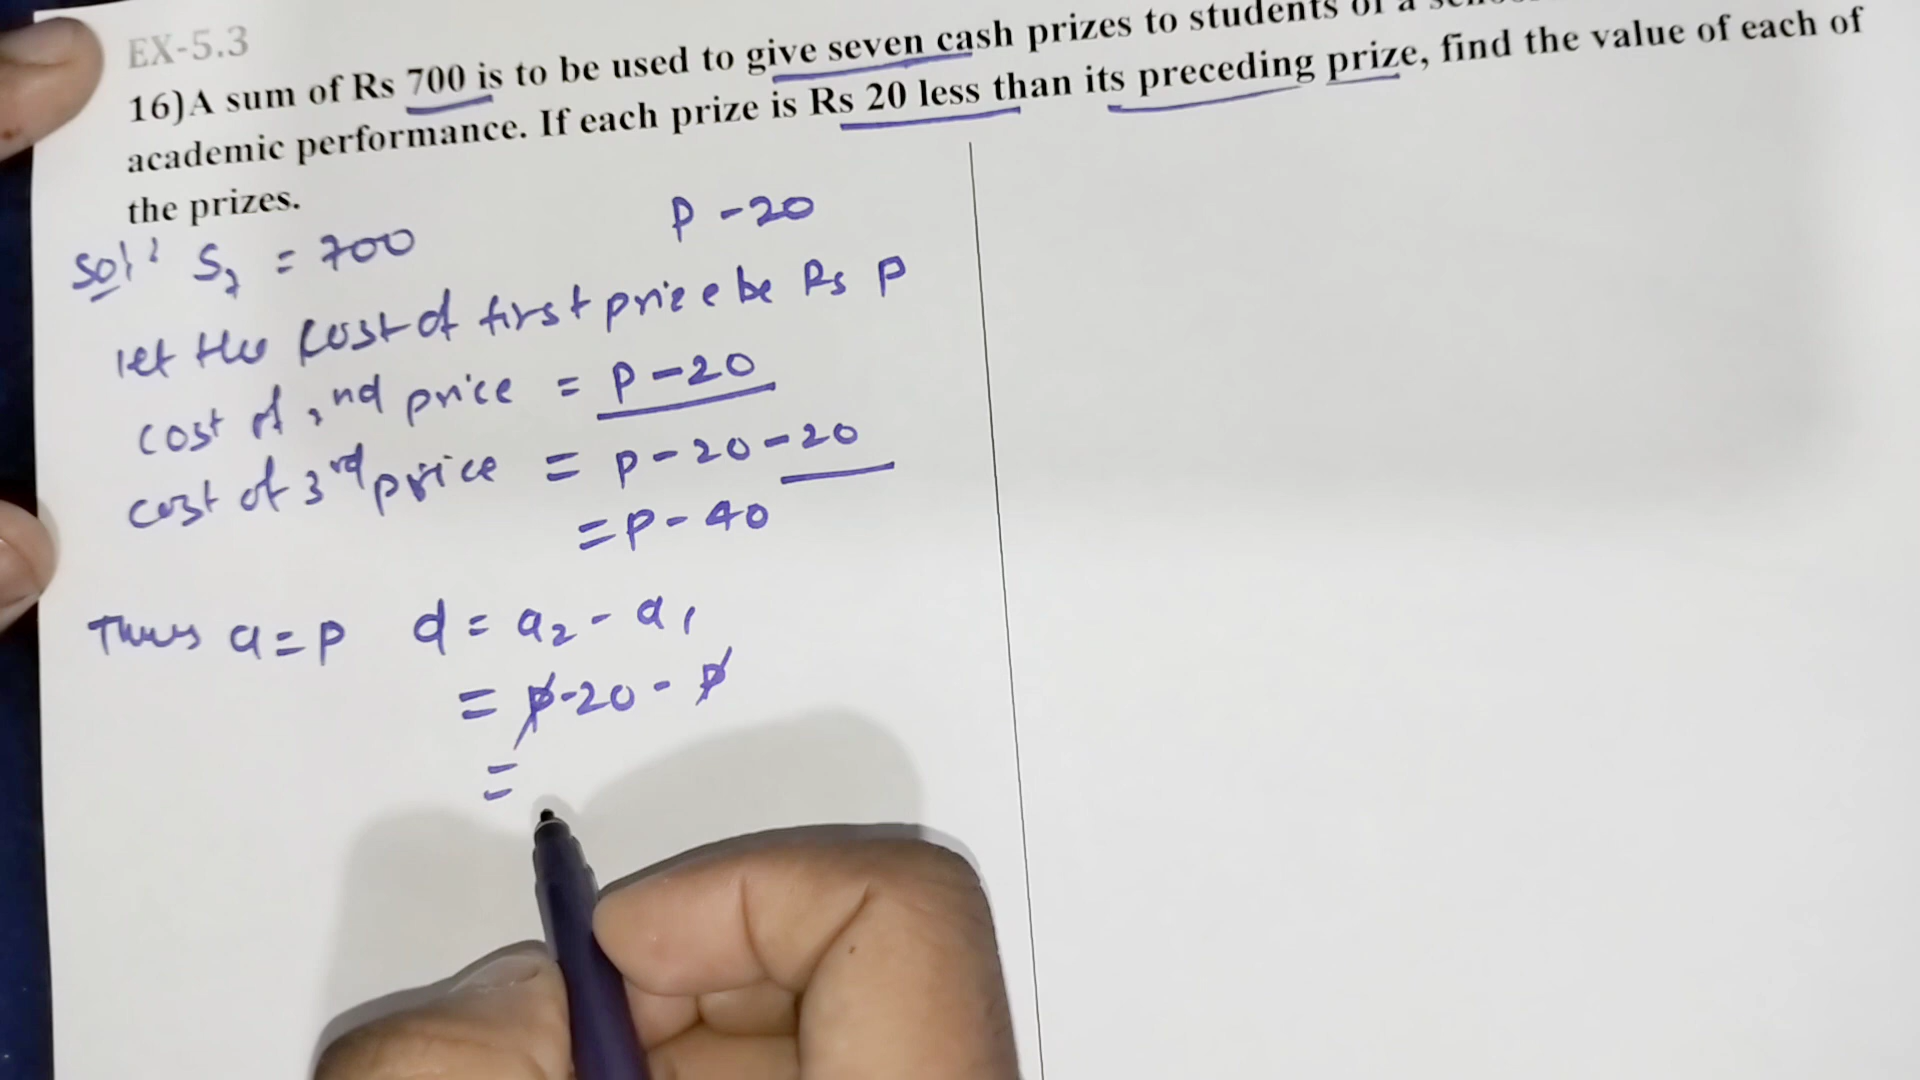 EX-5.3
16)A sum of Rs 700 is to be used to give seven cash prizes to students of a
academic performance. If each prize is Rs 20 less than its preceding prize, find the value of each of
the prizes.
P - 20
Sol: S₇ = 700
let the cost of first prize be Rs P
cost of 2nd price = P - 20
cost of 3rd price = P - 20 - 20
= P - 40
Thus a = P d = a₂ - a₁
= P - 20 - P
=